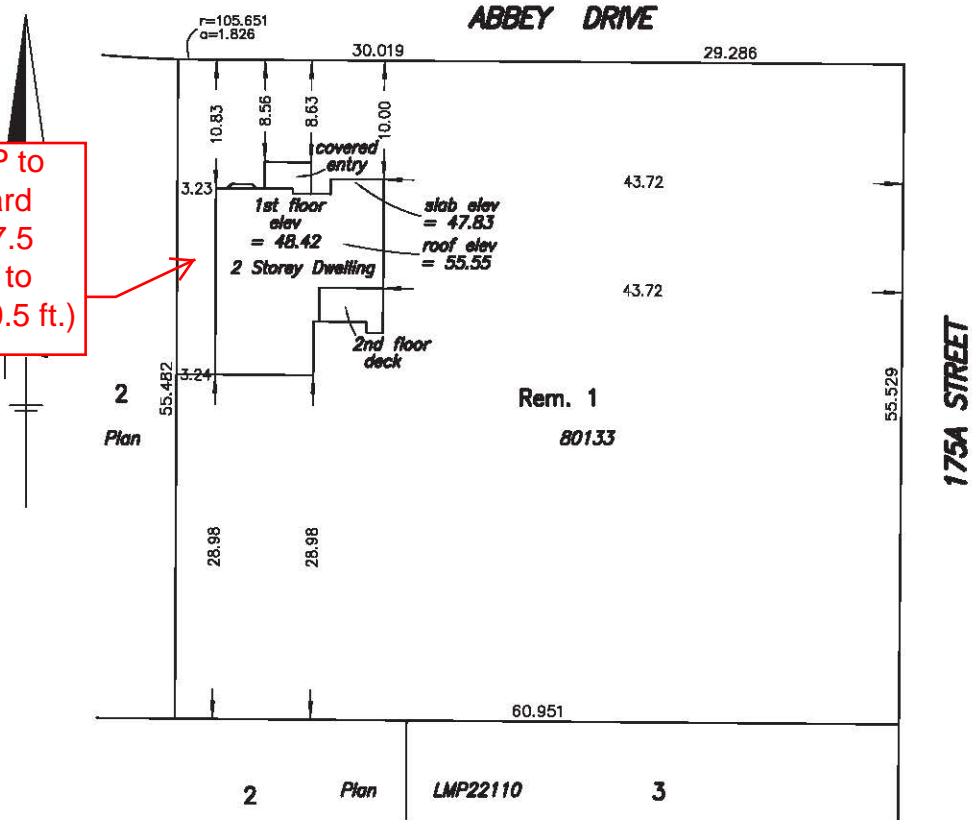 ABBEY DRIVE
r=105.651
a=1.826
30.019
29.286
10.83
8.56
8.63
10.00
P to
ard
7.5
to
9.5 ft.)
covered
entry
3.23
43.72
1st floor
elev
= 48.42
slab elev
= 47.83
roof elev
= 55.55
2 Storey Dwelling
43.72
2nd floor
deck
3.24
55.482
2
Plan
Rem. 1
80133
55.529
175A STREET
28.98
28.98
60.951
2
Plan
LMP22110
3